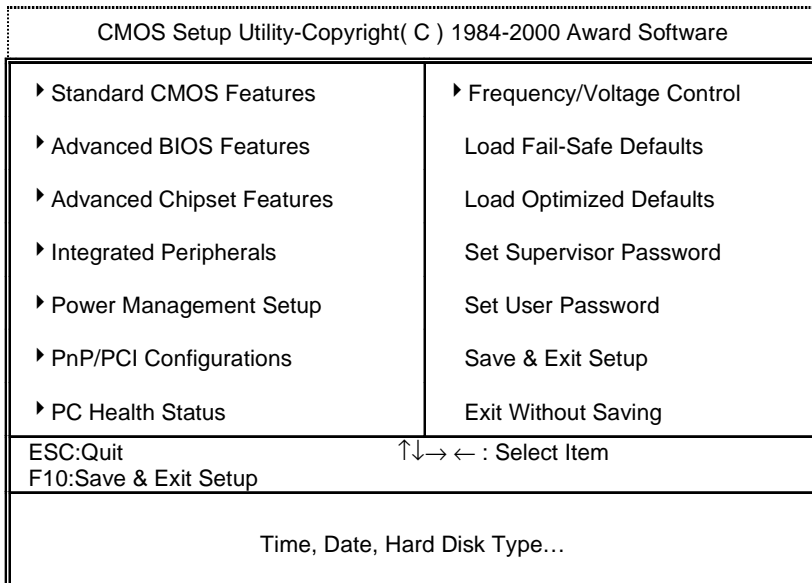 CMOS Setup Utility-Copyright( C ) 1984-2000 Award Software
‣Standard CMOS Features
‣Advanced BIOS Features
‣Advanced Chipset Features
‣Integrated Peripherals
‣Power Management Setup
‣PnP/PCI Configurations
‣PC Health Status
‣Frequency/Voltage Control
Load Fail-Safe Defaults
Load Optimized Defaults
Set Supervisor Password
Set User Password
Save & Exit Setup
Exit Without Saving
ESC:Quit ↑↓→ ← : Select Item
F10:Save & Exit Setup
Time, Date, Hard Disk Type…